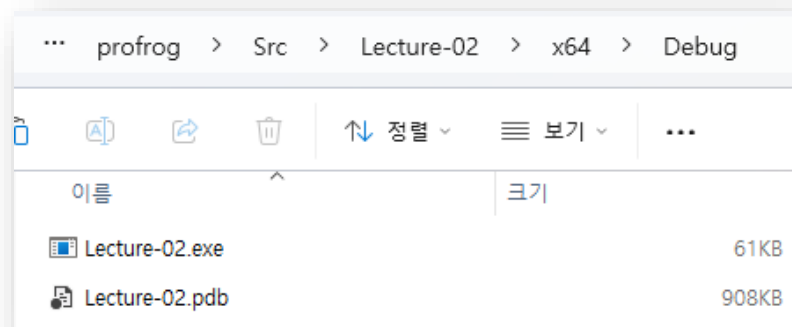 ... profrog > Src > Lecture-02 > x64 > Debug
정렬 보기 ...
이름 크기
Lecture-02.exe 61KB
Lecture-02.pdb 908KB